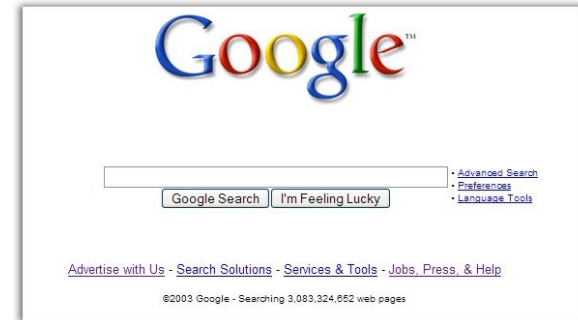 Google™
• Advanced Search
• Preferences
• Language Tools
Google Search I'm Feeling Lucky
Advertise with Us - Search Solutions - Services & Tools - Jobs, Press, & Help
©2003 Google - Searching 3,083,324,652 web pages